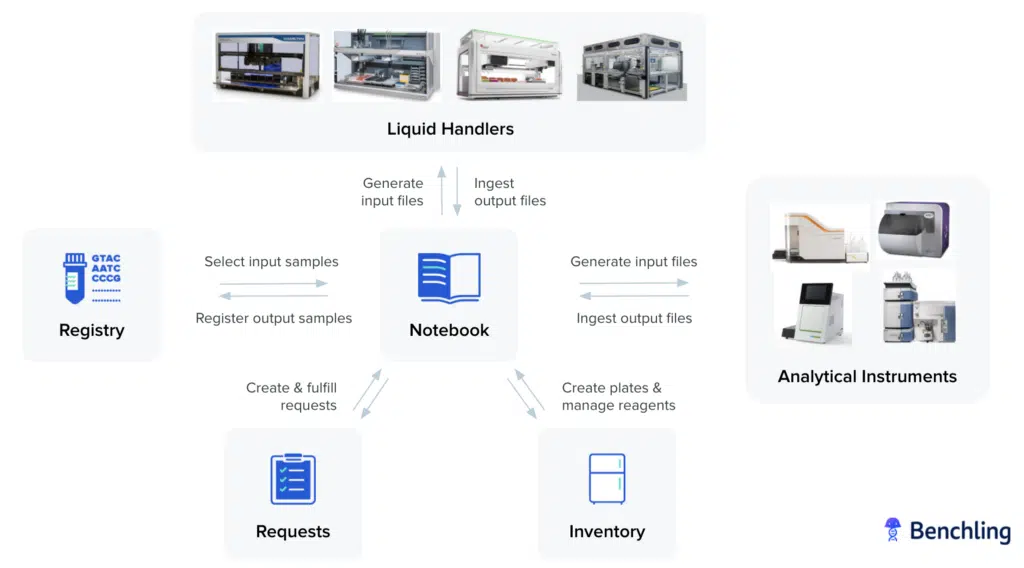 Liquid Handlers
Generate
input files
Ingest
output files
GTAC
AATC
CCCG
Registry
Select input samples
Register output samples
Notebook
Generate input files
Ingest output files
Analytical Instruments
Create & fulfill
requests
Create plates &
manage reagents
Requests
Inventory
Benchling